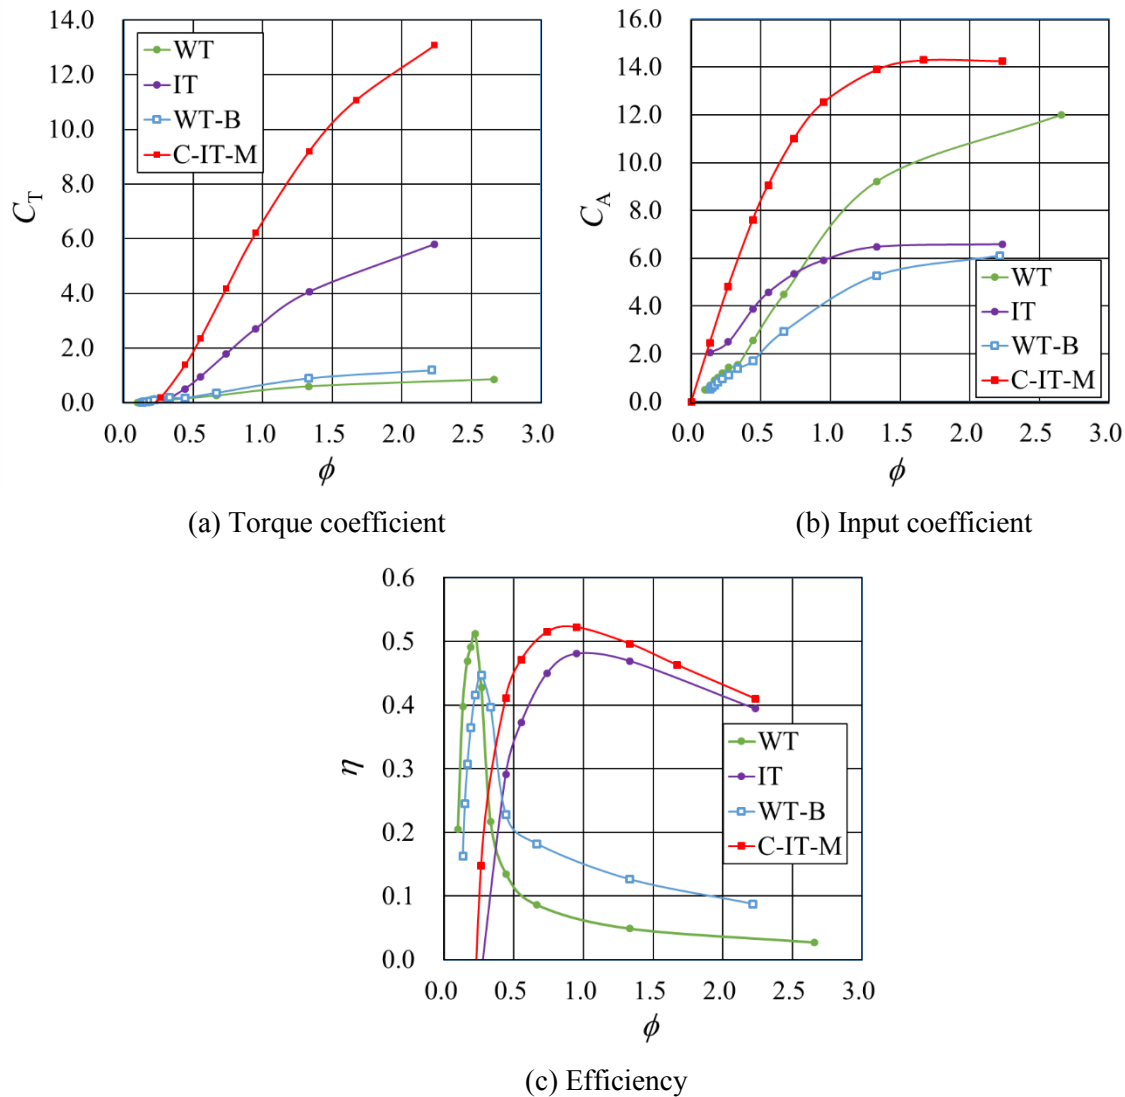 14.0
12.0
10.0
8.0
6.0
4.0
2.0
0.0
C_T
WT
IT
WT-B
C-IT-M
0.0 0.5 1.0 1.5 2.0 2.5 3.0
ϕ
(a) Torque coefficient
16.0
14.0
12.0
10.0
8.0
6.0
4.0
2.0
0.0
C_A
WT
IT
WT-B
C-IT-M
0.0 0.5 1.0 1.5 2.0 2.5 3.0
ϕ
(b) Input coefficient
0.6
0.5
0.4
0.3
0.2
0.1
0.0
η
WT
IT
WT-B
C-IT-M
0.0 0.5 1.0 1.5 2.0 2.5 3.0
ϕ
(c) Efficiency